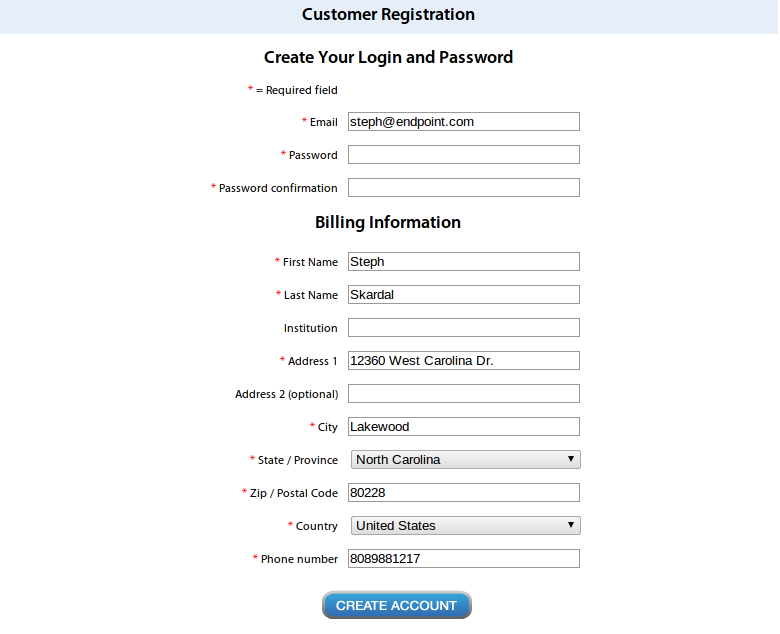 Customer Registration
Create Your Login and Password
* = Required field
* Email steph@endpoint.com
* Password
* Password confirmation
Billing Information
* First Name Steph
* Last Name Skardal
Institution
* Address 1 12360 West Carolina Dr.
Address 2 (optional)
* City Lakewood
* State / Province North Carolina
* Zip / Postal Code 80228
* Country United States
* Phone number 8089881217
CREATE ACCOUNT